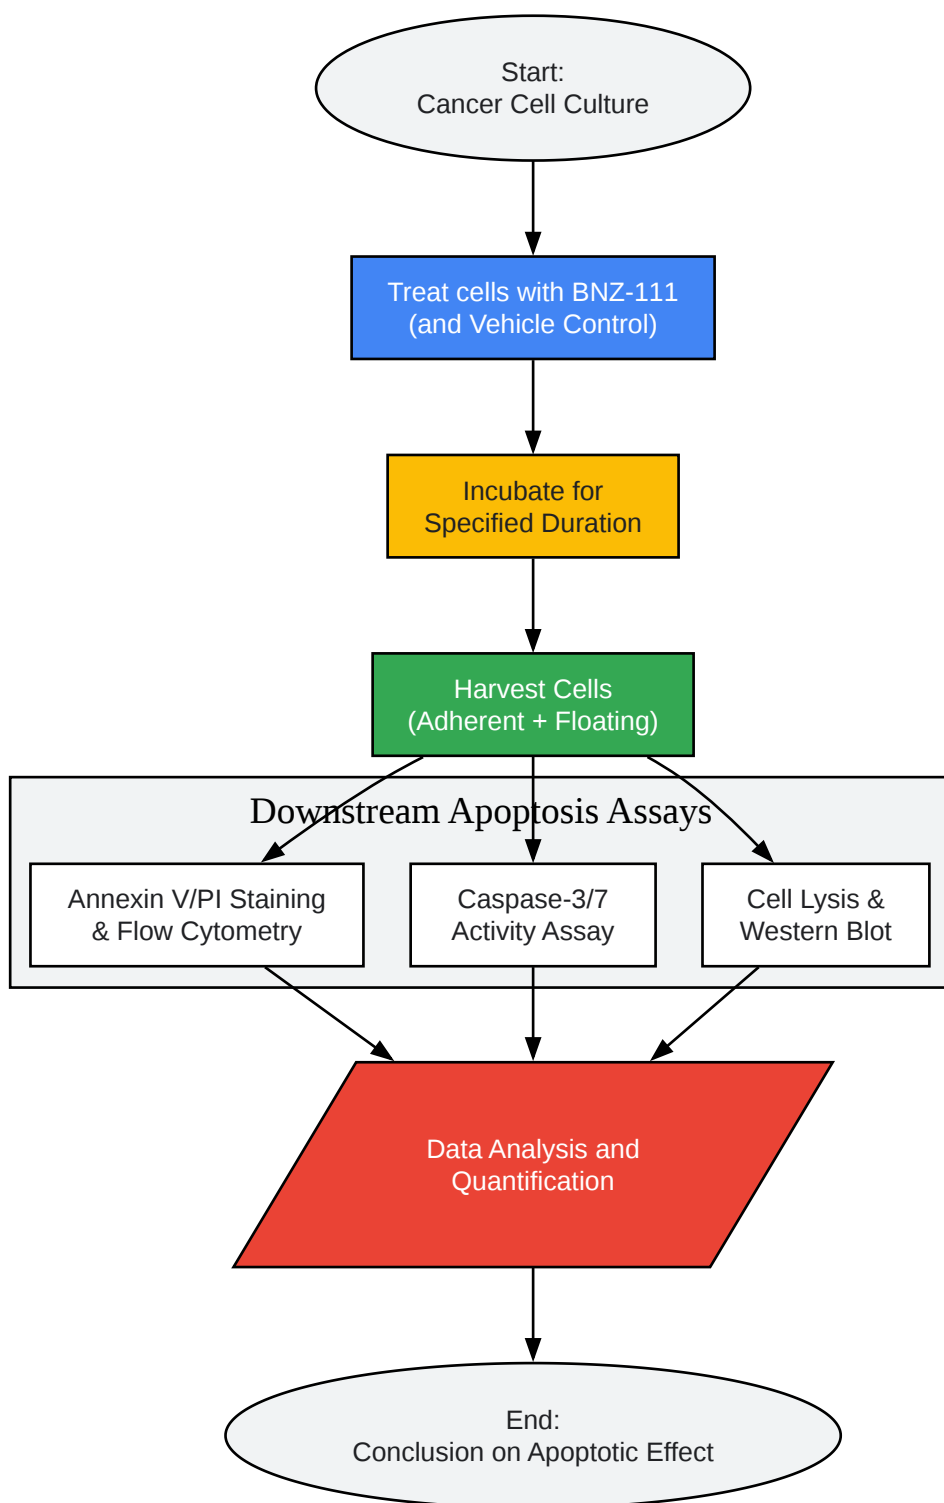 Start:
Cancer Cell Culture
Treat cells with BNZ-111
(and Vehicle Control)
Incubate for
Specified Duration
Harvest Cells
(Adherent + Floating)
Downstream Apoptosis Assays
Annexin V/PI Staining
& Flow Cytometry
Caspase-3/7
Activity Assay
Cell Lysis &
Western Blot
Data Analysis and
Quantification
End:
Conclusion on Apoptotic Effect